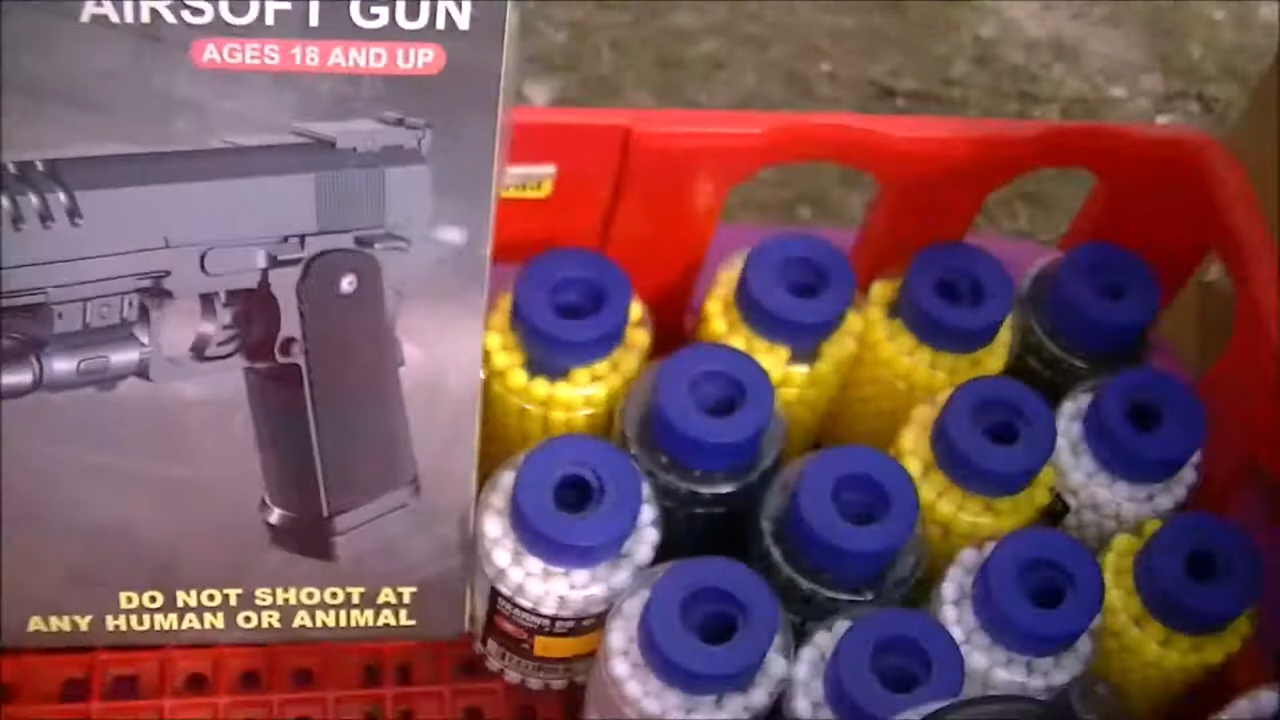 AIRSOFT GUN
AGES 18 AND UP
DO NOT SHOOT AT
ANY HUMAN OR ANIMAL